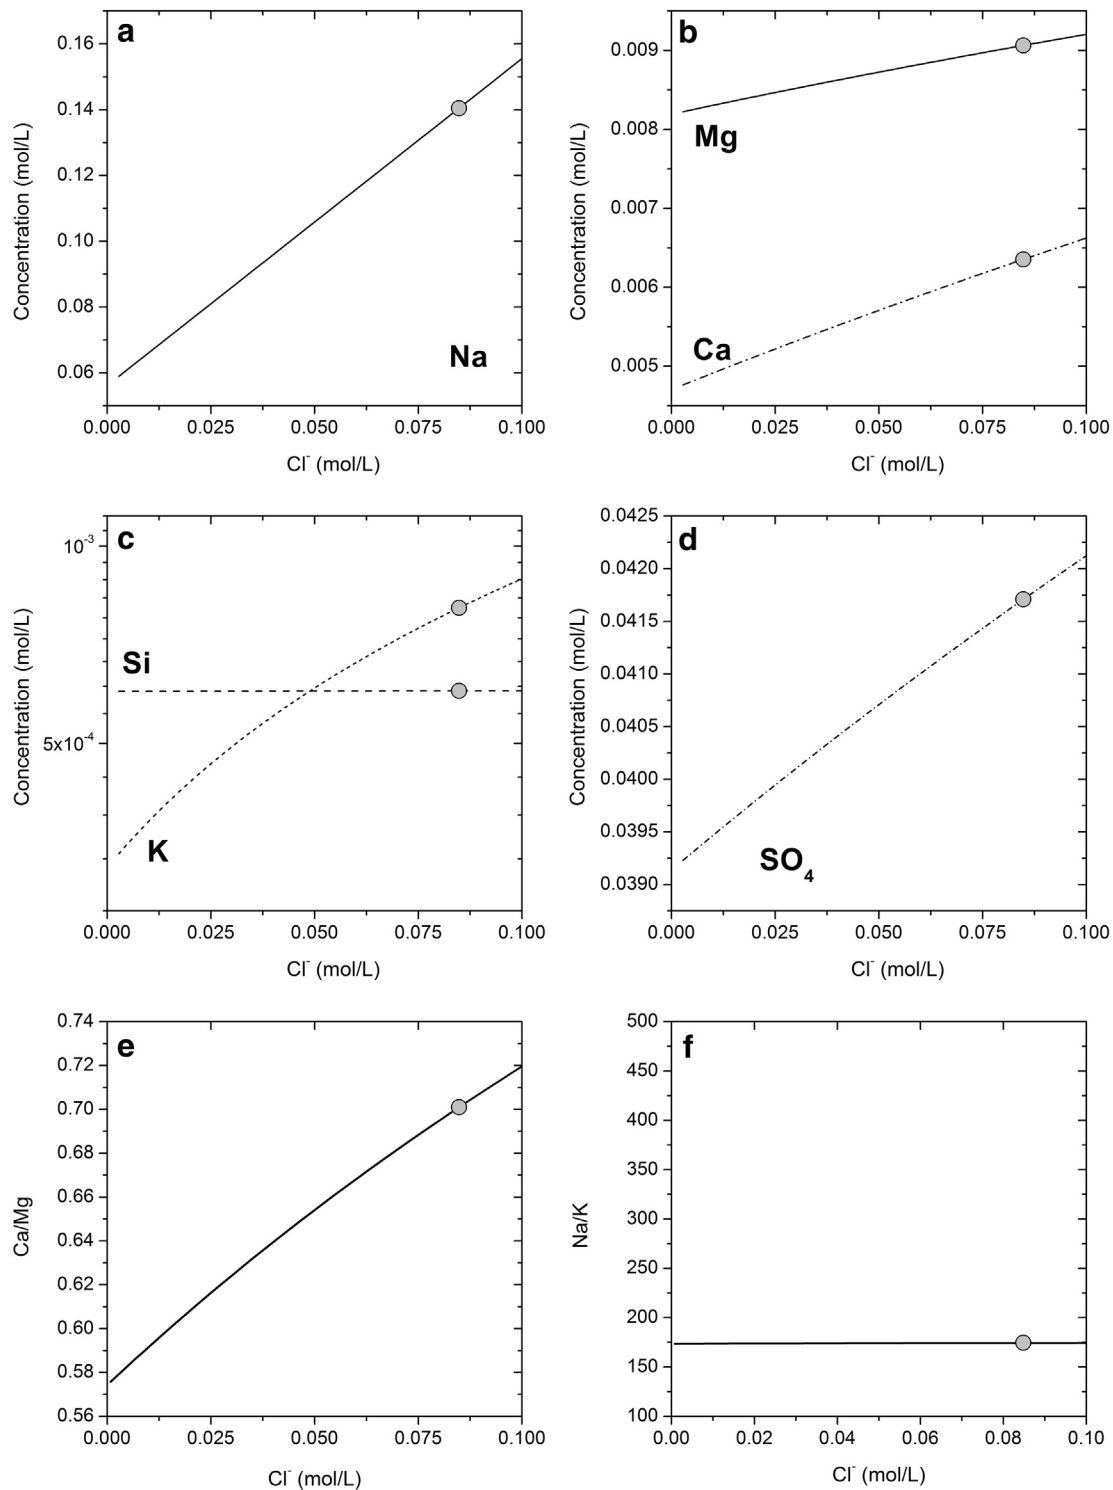 a
0.16
0.14
0.12
0.10
0.08
0.06
Concentration (mol/L)
Na
0.000 0.025 0.050 0.075 0.100
Cl⁻ (mol/L)
b
0.009
0.008
0.007
0.006
0.005
Concentration (mol/L)
Mg
Ca
0.000 0.025 0.050 0.075 0.100
Cl⁻ (mol/L)
c
10⁻³
5x10⁻⁴
Concentration (mol/L)
Si
K
0.000 0.025 0.050 0.075 0.100
Cl⁻ (mol/L)
d
0.0425
0.0420
0.0415
0.0410
0.0405
0.0400
0.0395
0.0390
Concentration (mol/L)
SO₄
0.000 0.025 0.050 0.075 0.100
Cl⁻ (mol/L)
e
0.74
0.72
0.70
0.68
0.66
0.64
0.62
0.60
0.58
0.56
Ca/Mg
0.000 0.025 0.050 0.075 0.100
Cl⁻ (mol/L)
f
500
450
400
350
300
250
200
150
100
Na/K
0.00 0.02 0.04 0.06 0.08 0.10
Cl⁻ (mol/L)